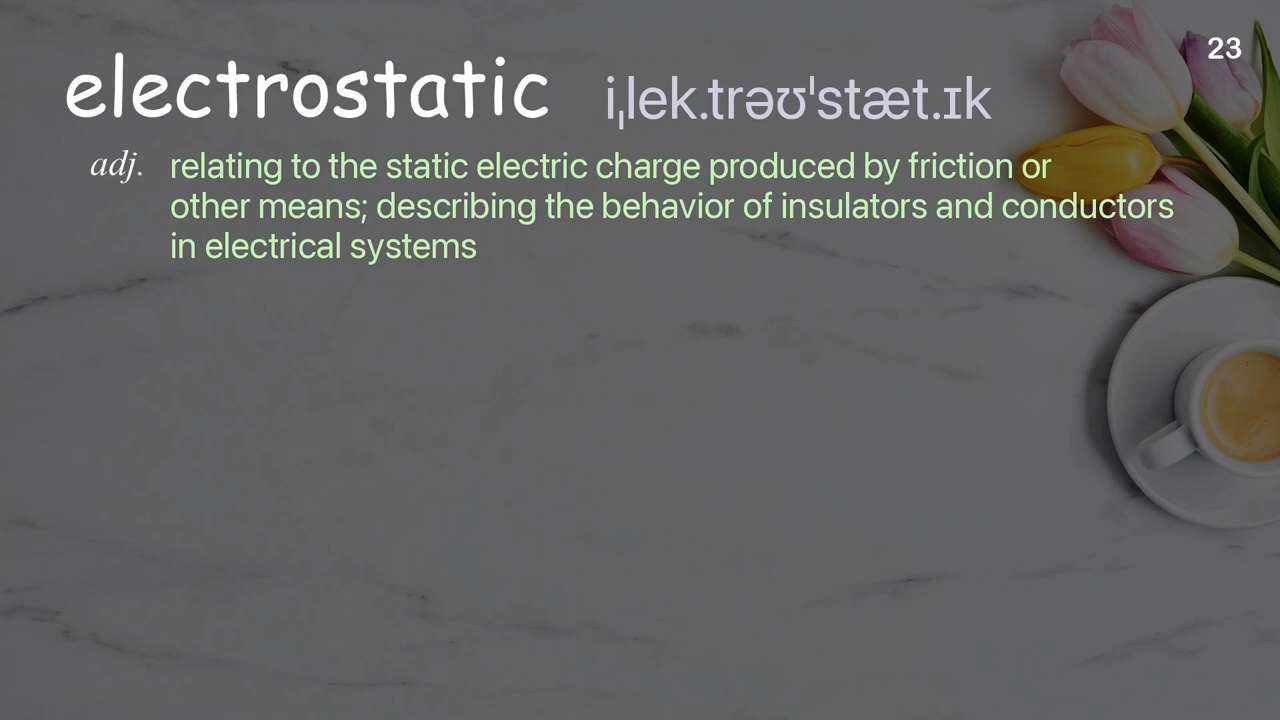 23
electrostatic iˌlek.trəʊˈstæt.ɪk
adj. relating to the static electric charge produced by friction or
other means; describing the behavior of insulators and conductors
in electrical systems